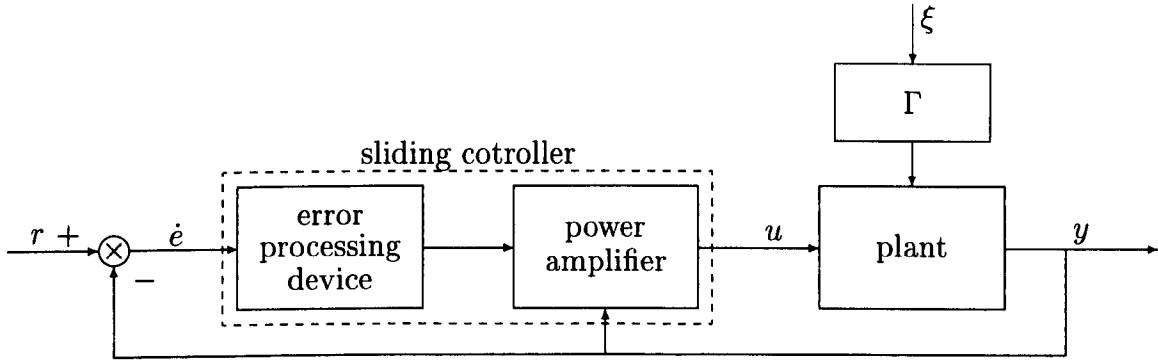 ξ
Γ
sliding cotroller
error
processing
device
power
amplifier
plant
r +
ė
u
y
−